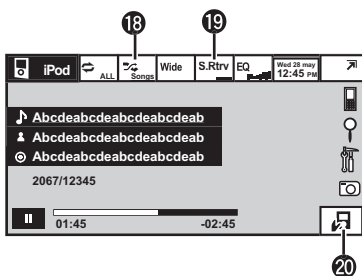 18 19
iPod ALL Songs Wide S.Rtrv EQ Wed 28 may
12:45 PM
Abcdeabcdeabcdeabcdeab
Abcdeabcdeabcdeabcdeab
Abcdeabcdeabcdeabcdeab
2067/12345
01:45 -02:45
20